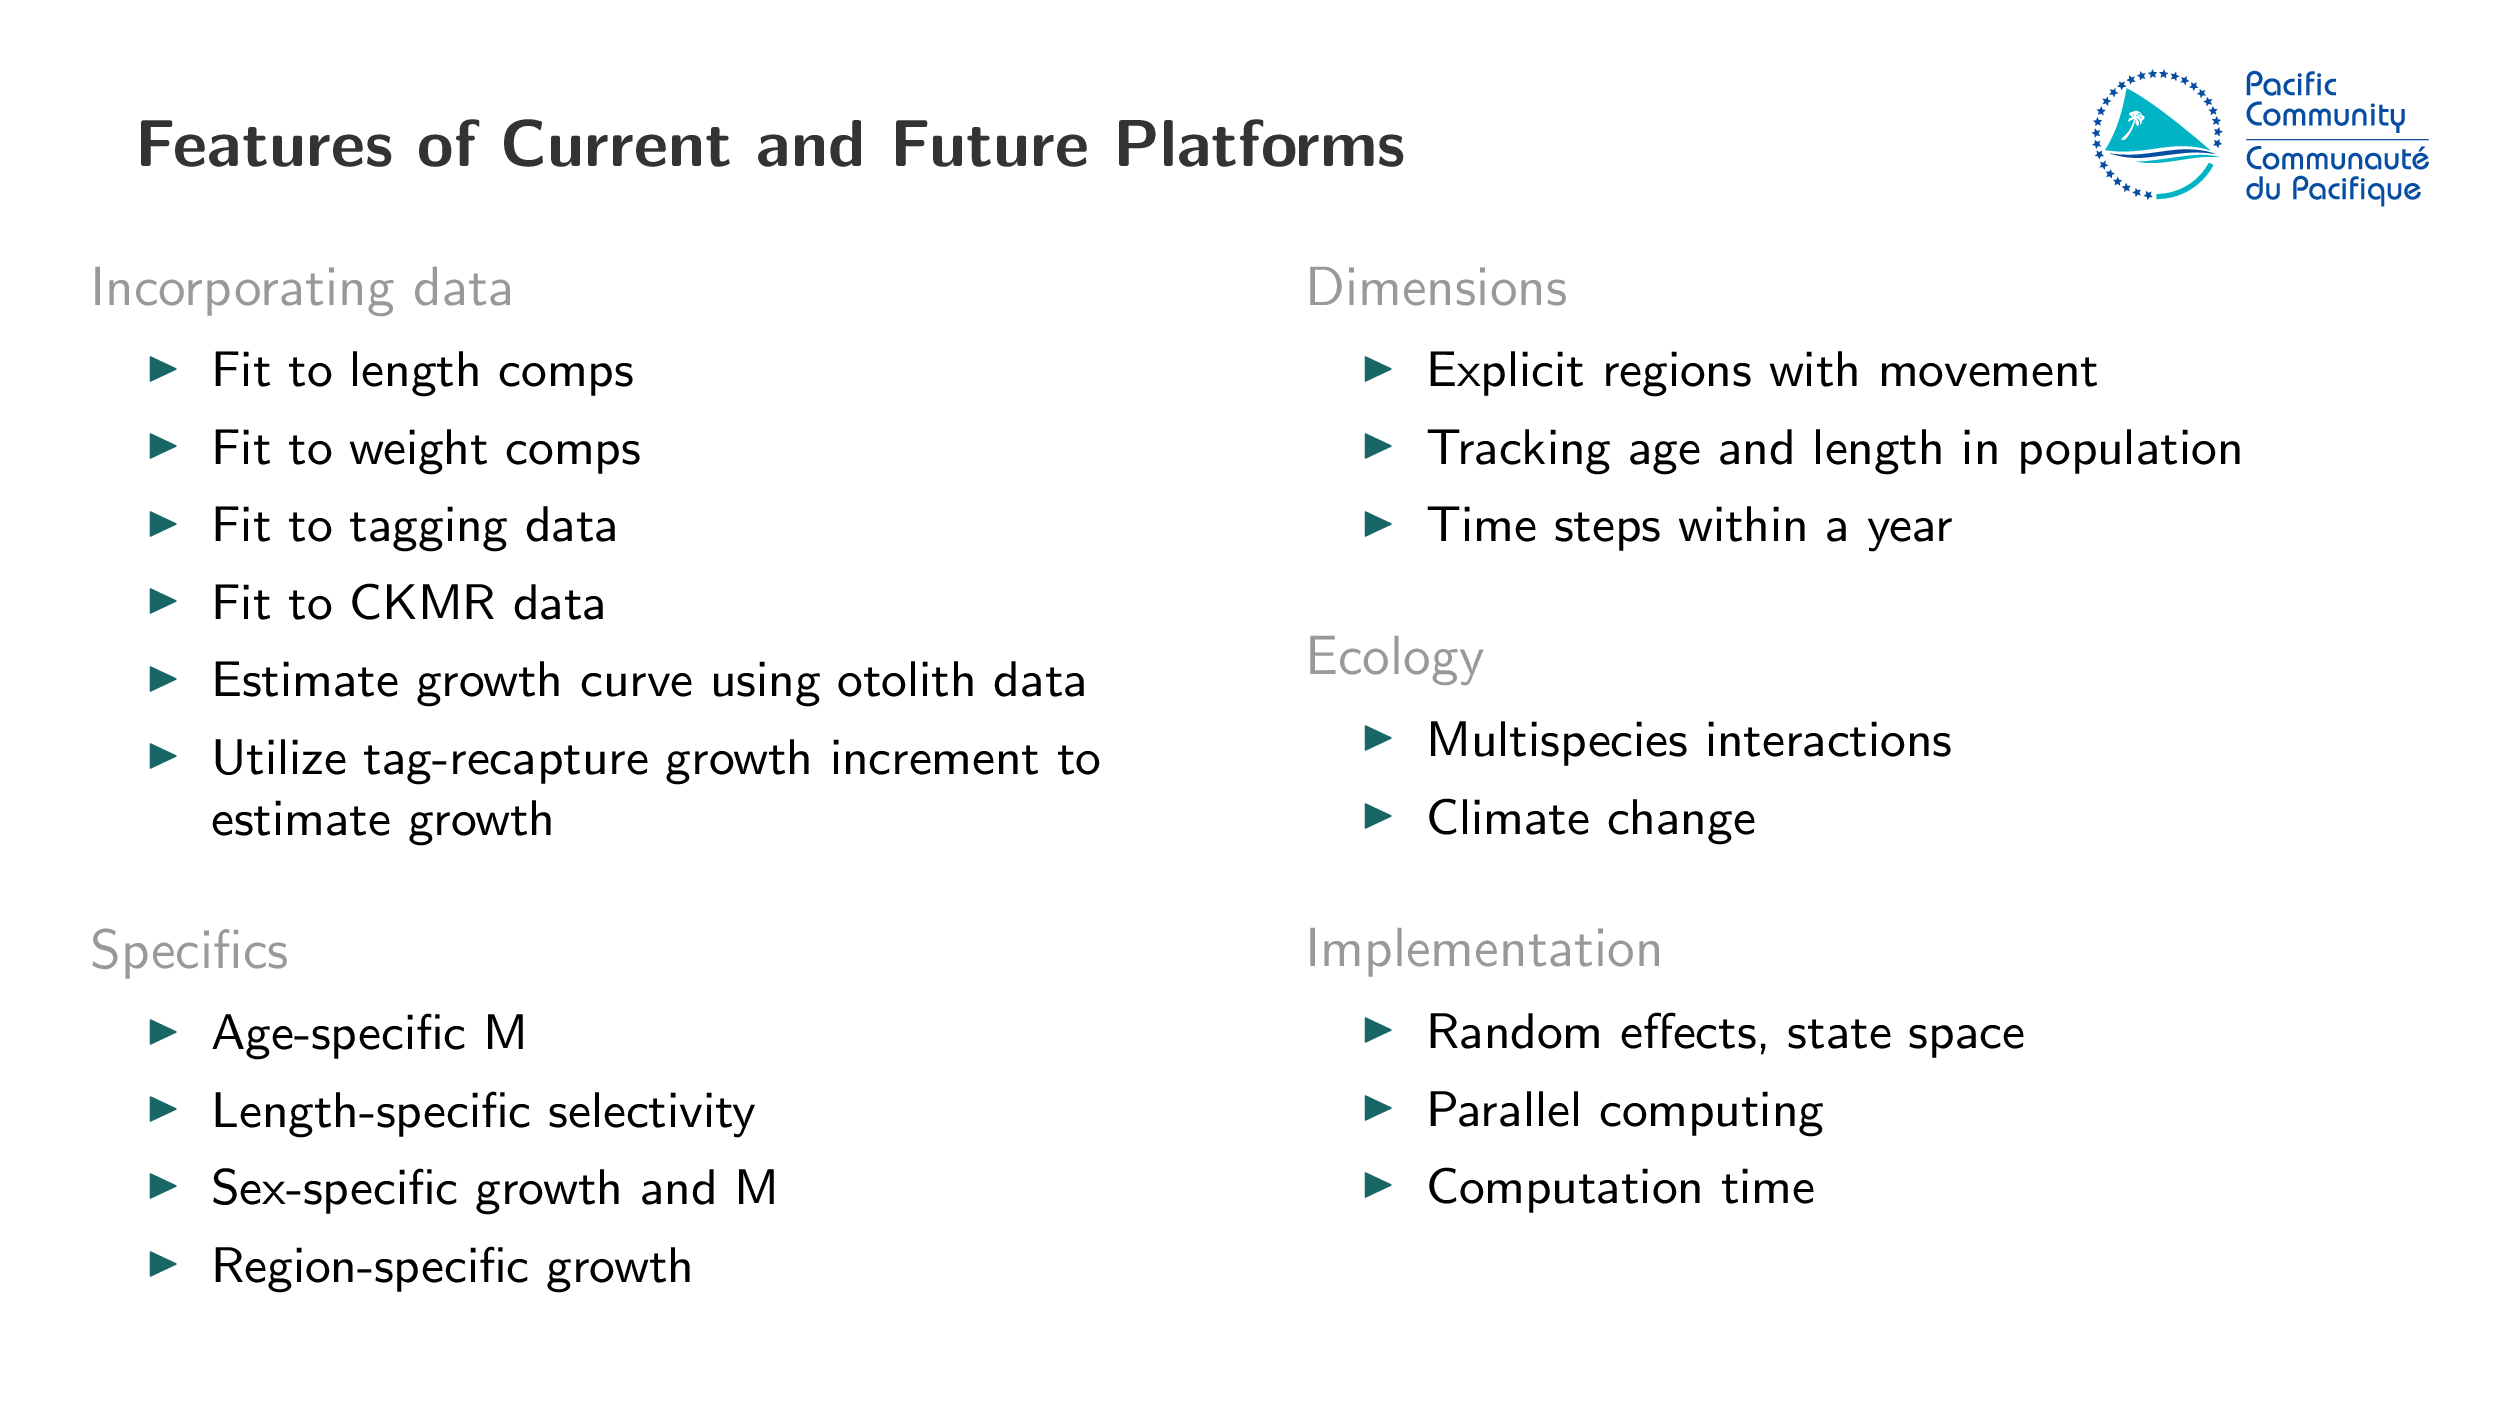 Features of Current and Future Platforms
Pacific
Community
Communauté
du Pacifique
Incorporating data
Fit to length comps
Fit to weight comps
Fit to tagging data
Fit to CKMR data
Estimate growth curve using otolith data
Utilize tag-recapture growth increment to
estimate growth
Specifics
Age-specific M
Length-specific selectivity
Sex-specific growth and M
Region-specific growth
Dimensions
Explicit regions with movement
Tracking age and length in population
Time steps within a year
Ecology
Multispecies interactions
Climate change
Implementation
Random effects, state space
Parallel computing
Computation time